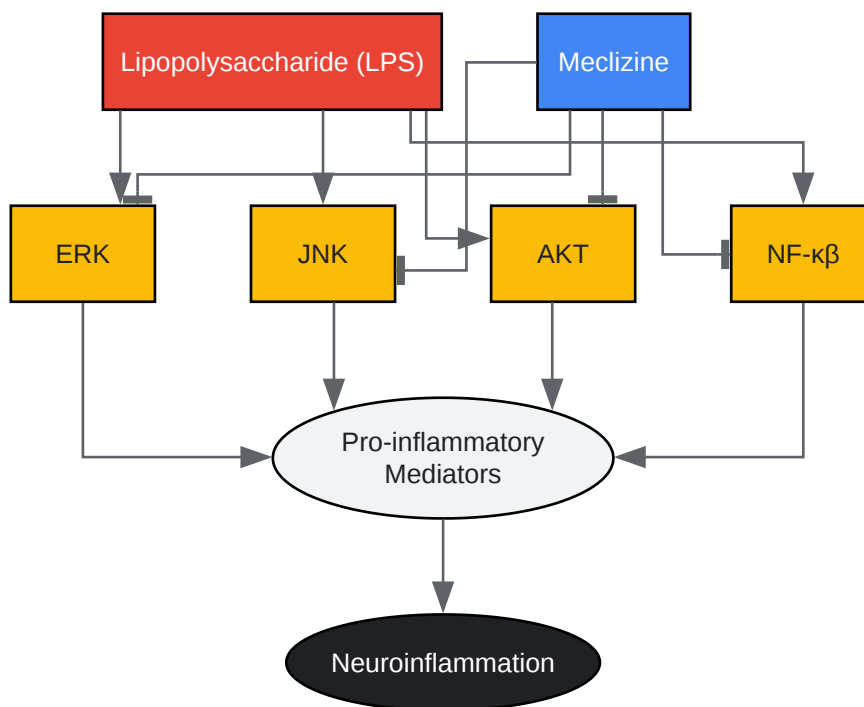 Lipopolysaccharide (LPS)
Meclizine
ERK
JNK
AKT
NF-κβ
Pro-inflammatory
Mediators
Neuroinflammation